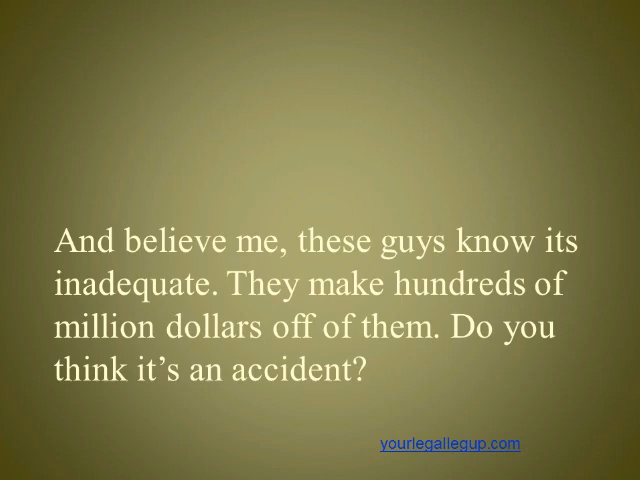 And believe me, these guys know its
inadequate. They make hundreds of
million dollars off of them. Do you
think it’s an accident?
yourlegallegup.com